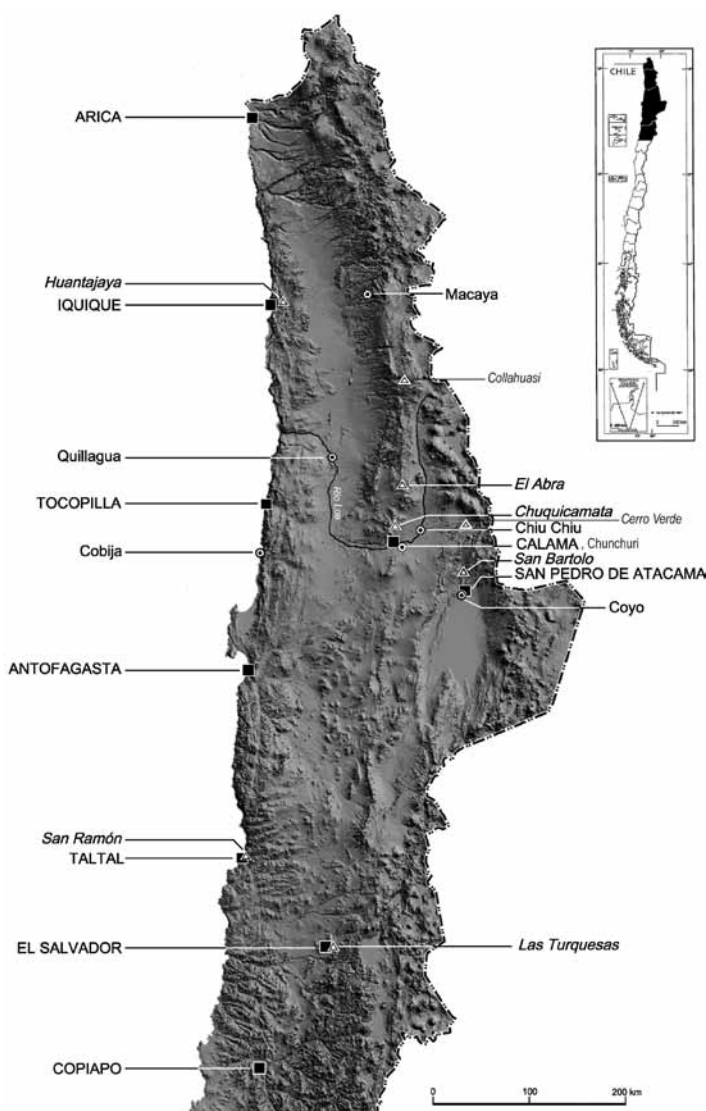 CHILE
ARICA
Huantajaya
IQUIQUE
Macaya
Collahuasi
Quillagua
Río Loa
El Abra
TOCOPILLA
Chuquicamata
Cerro Verde
Chiu Chiu
Cobija
CALAMA , Chunchuri
San Bartolo
SAN PEDRO DE ATACAMA
Coyo
ANTOFAGASTA
San Ramón
TALTAL
EL SALVADOR
Las Turquesas
COPIAPO
0 100 200 km